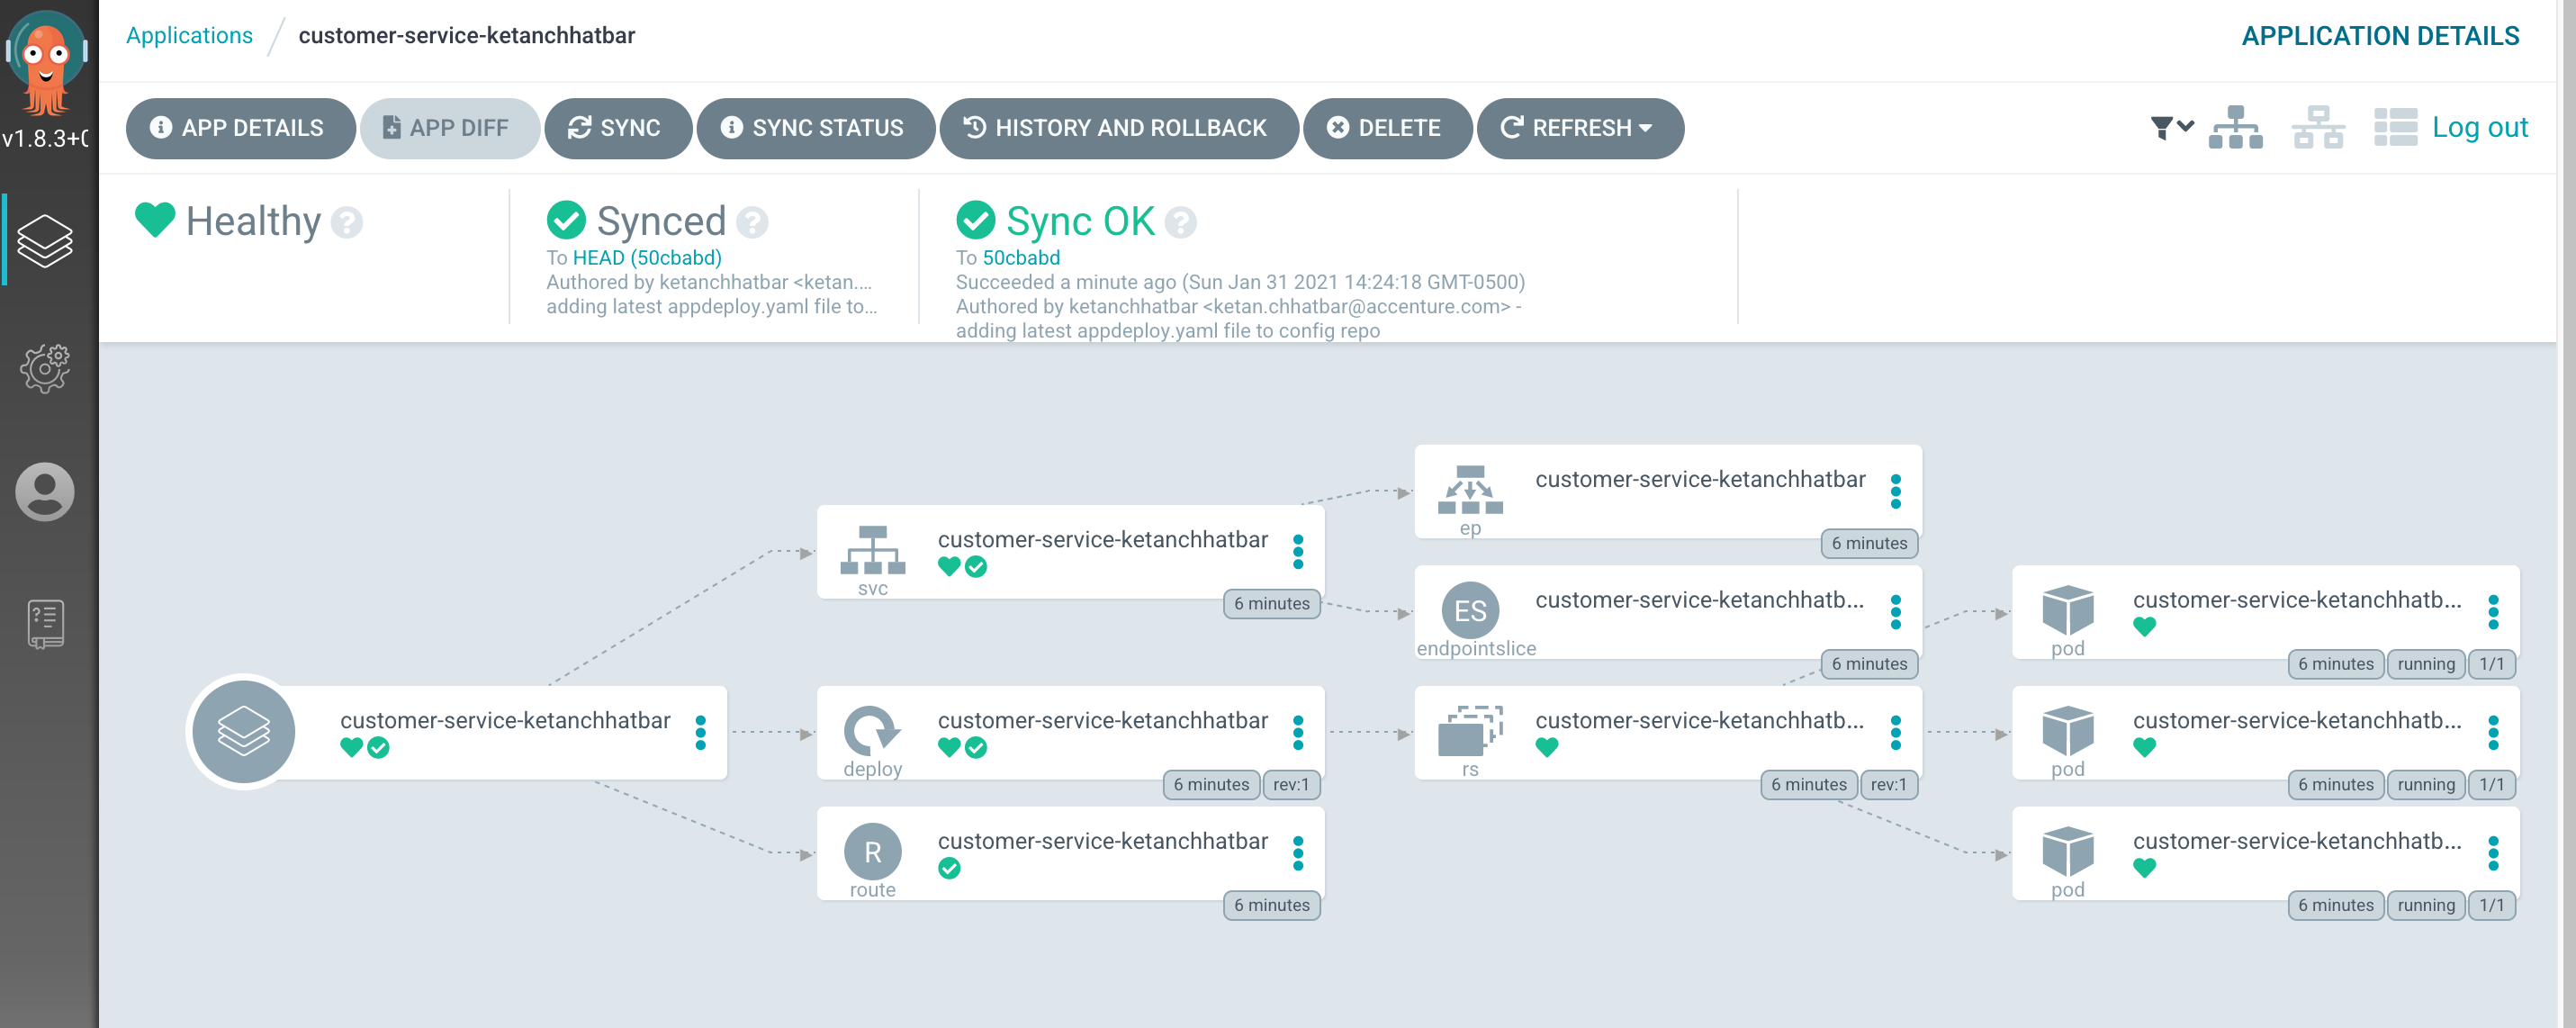 Applications / customer-service-ketanchhatbar
APPLICATION DETAILS
v1.8.3+
APP DETAILS
APP DIFF
SYNC
SYNC STATUS
HISTORY AND ROLLBACK
DELETE
REFRESH
Log out
Healthy ?
Synced ?
To HEAD (50cbabd)
Authored by ketanchhatbar <ketan....
adding latest appdeploy.yaml file to...
Sync OK ?
To 50cbabd
Succeeded a minute ago (Sun Jan 31 2021 14:24:18 GMT-0500)
Authored by ketanchhatbar <ketan.chhatbar@accenture.com> -
adding latest appdeploy.yaml file to config repo
customer-service-ketanchhatbar
customer-service-ketanchhatbar
svc
6 minutes
customer-service-ketanchhatbar
deploy
6 minutes
rev:1
R
customer-service-ketanchhatbar
route
6 minutes
customer-service-ketanchhatbar
ep
6 minutes
ES
customer-service-ketanchhatb...
endpointslice
6 minutes
customer-service-ketanchhatb...
rs
6 minutes
rev:1
customer-service-ketanchhatb...
pod
6 minutes
running
1/1
customer-service-ketanchhatb...
pod
6 minutes
running
1/1
customer-service-ketanchhatb...
pod
6 minutes
running
1/1